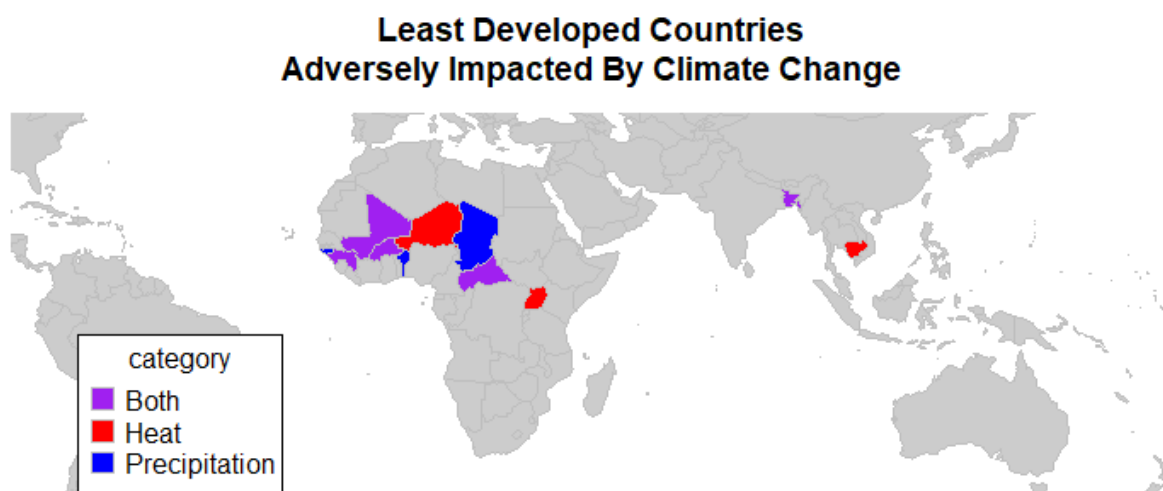 Least Developed Countries
Adversely Impacted By Climate Change
category
Both
Heat
Precipitation